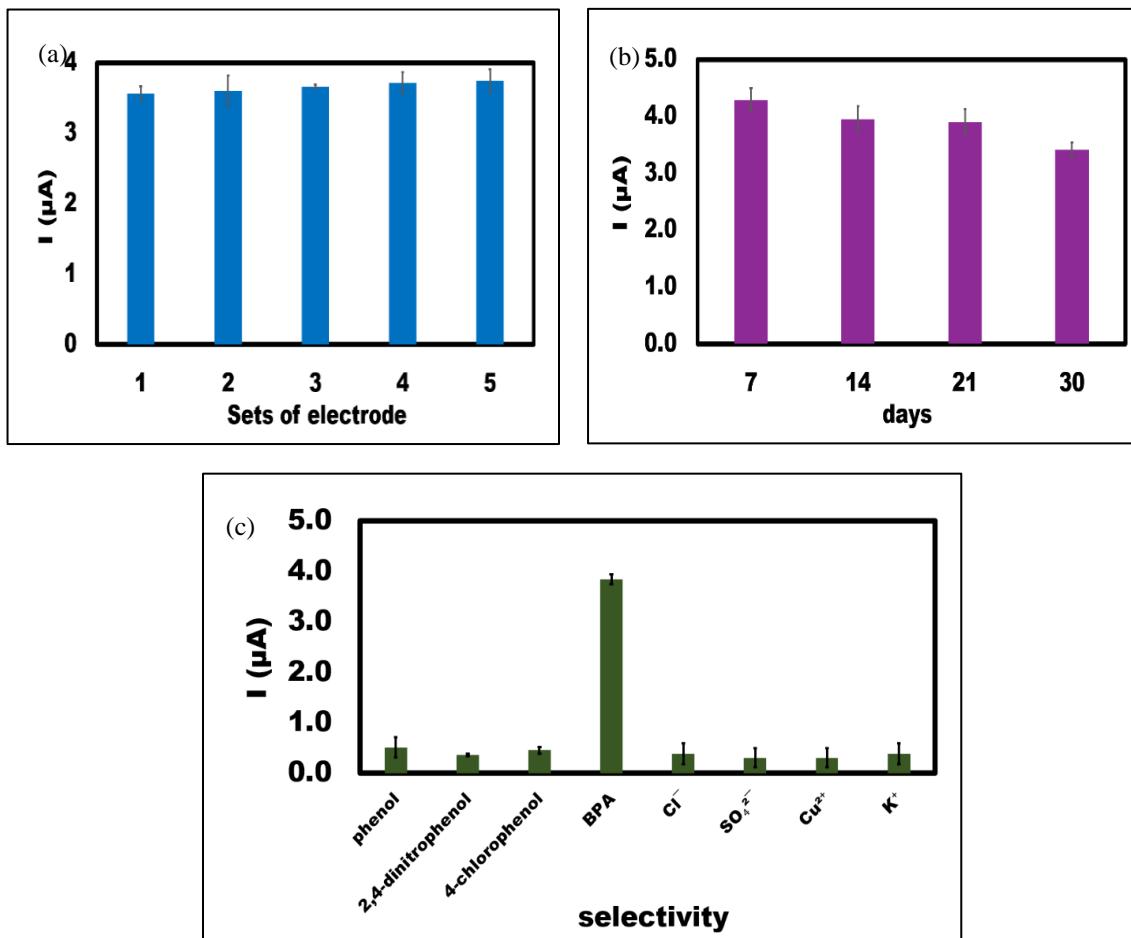 (a)
I (µA)
4
3
2
1
0
1 2 3 4 5
Sets of electrode
(b)
I (µA)
5.0
4.0
3.0
2.0
1.0
0.0
7 14 21 30
days
(c)
I (µA)
5.0
4.0
3.0
2.0
1.0
0.0
phenol
2,4-dinitrophenol
4-chlorophenol
BPA
Cl⁻
SO₄²⁻
Cu²⁺
K⁺
selectivity